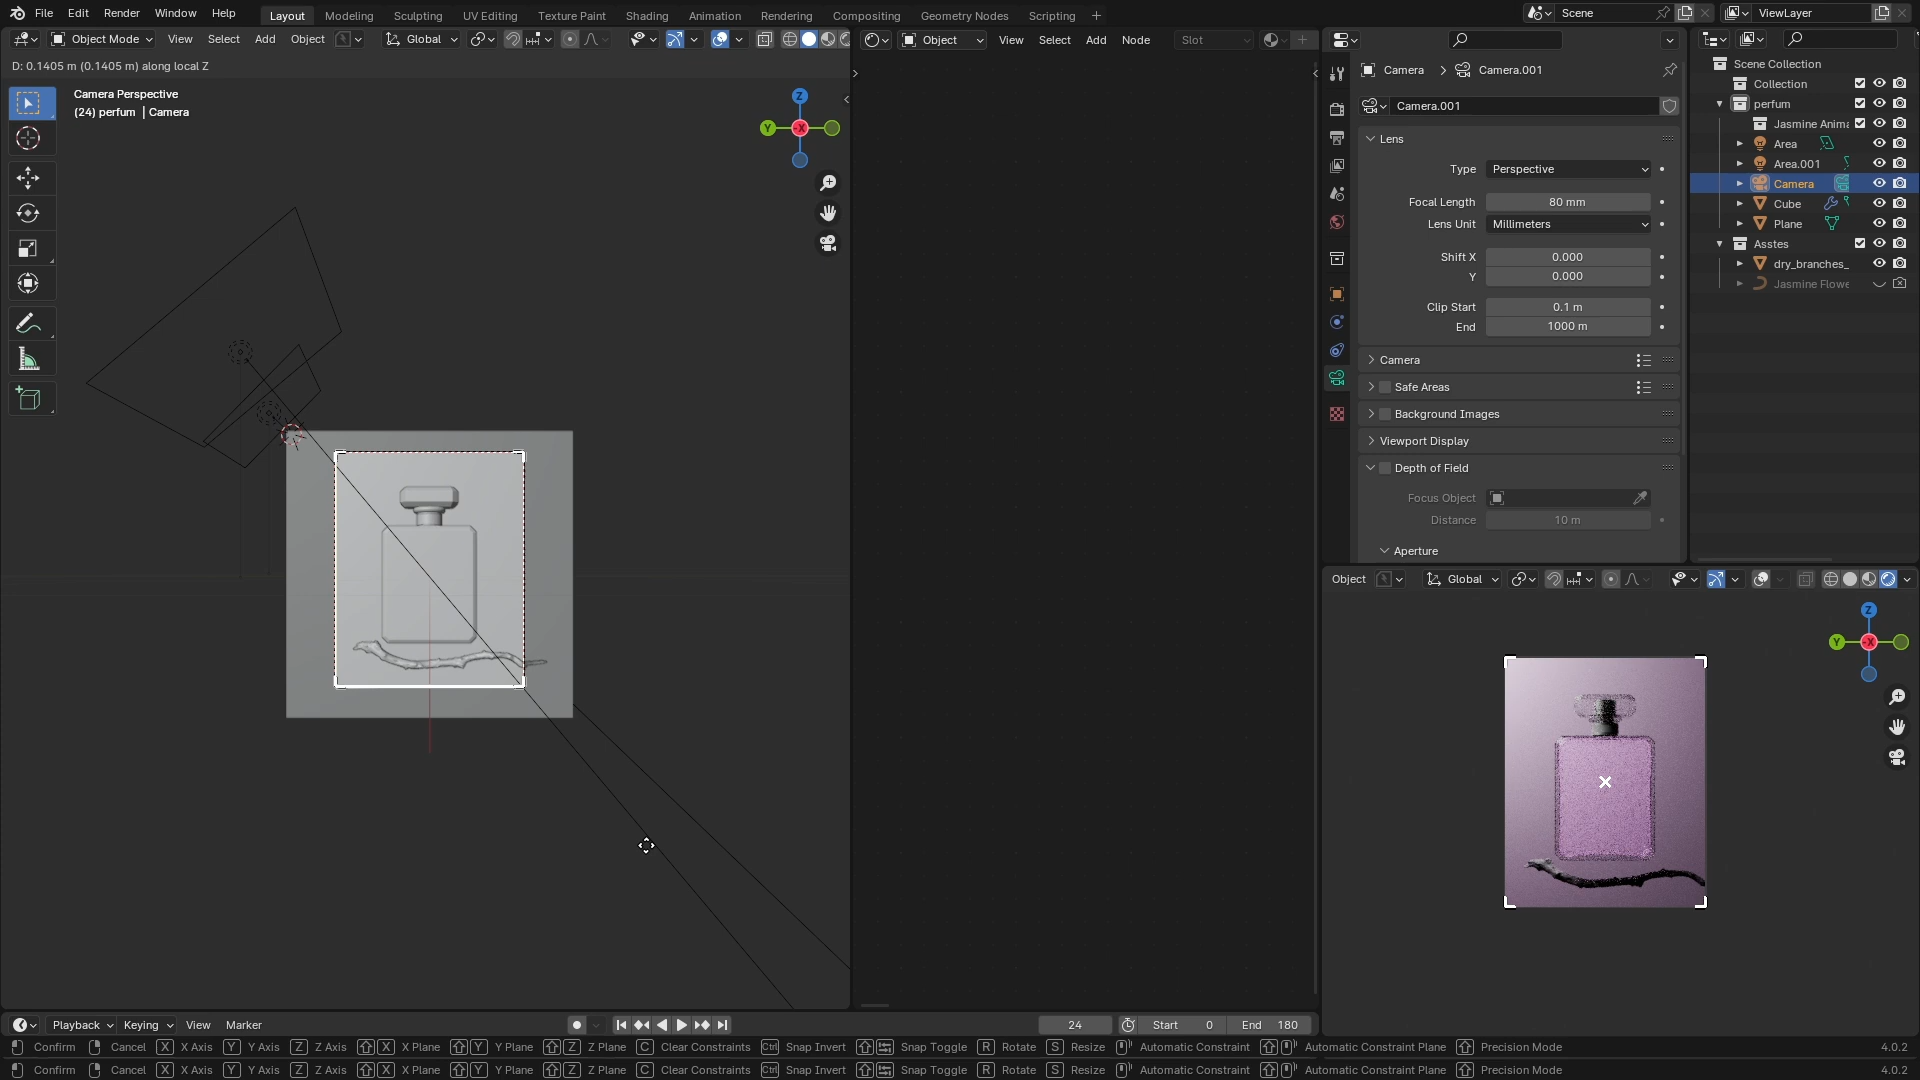 File Edit Render Window Help
Layout Modeling Sculpting UV Editing Texture Paint Shading Animation Rendering Compositing Geometry Nodes Scripting +
Scene
ViewLayer
Object Mode View Select Add Object Global
Object View Select Add Node Slot
D: 0.1405 m (0.1405 m) along local Z
Camera Perspective
(24) perfum | Camera
Z
Y
-X
Camera > Camera.001
Camera.001
Lens
Type Perspective
Focal Length 80 mm
Lens Unit Millimeters
Shift X 0.000
Y 0.000
Clip Start 0.1 m
End 1000 m
Camera
Safe Areas
Background Images
Viewport Display
Depth of Field
Focus Object
Distance 10 m
Aperture
Scene Collection
Collection
perfum
Jasmine Anima
Area
Area.001
Camera
Cube
Plane
Asstes
dry_branches_
Jasmine Flowe
Object Global
Z
Y
-X
Playback Keying View Marker 24 Start 0 End 180
Confirm Cancel X X Axis Y Y Axis Z Z Axis X X Plane Y Y Plane Z Z Plane C Clear Constraints Ctrl Snap Invert Snap Toggle R Rotate S Resize Automatic Constraint Automatic Constraint Plane Precision Mode 4.0.2
Confirm Cancel X X Axis Y Y Axis Z Z Axis X X Plane Y Y Plane Z Z Plane C Clear Constraints Ctrl Snap Invert Snap Toggle R Rotate S Resize Automatic Constraint Automatic Constraint Plane Precision Mode 4.0.2